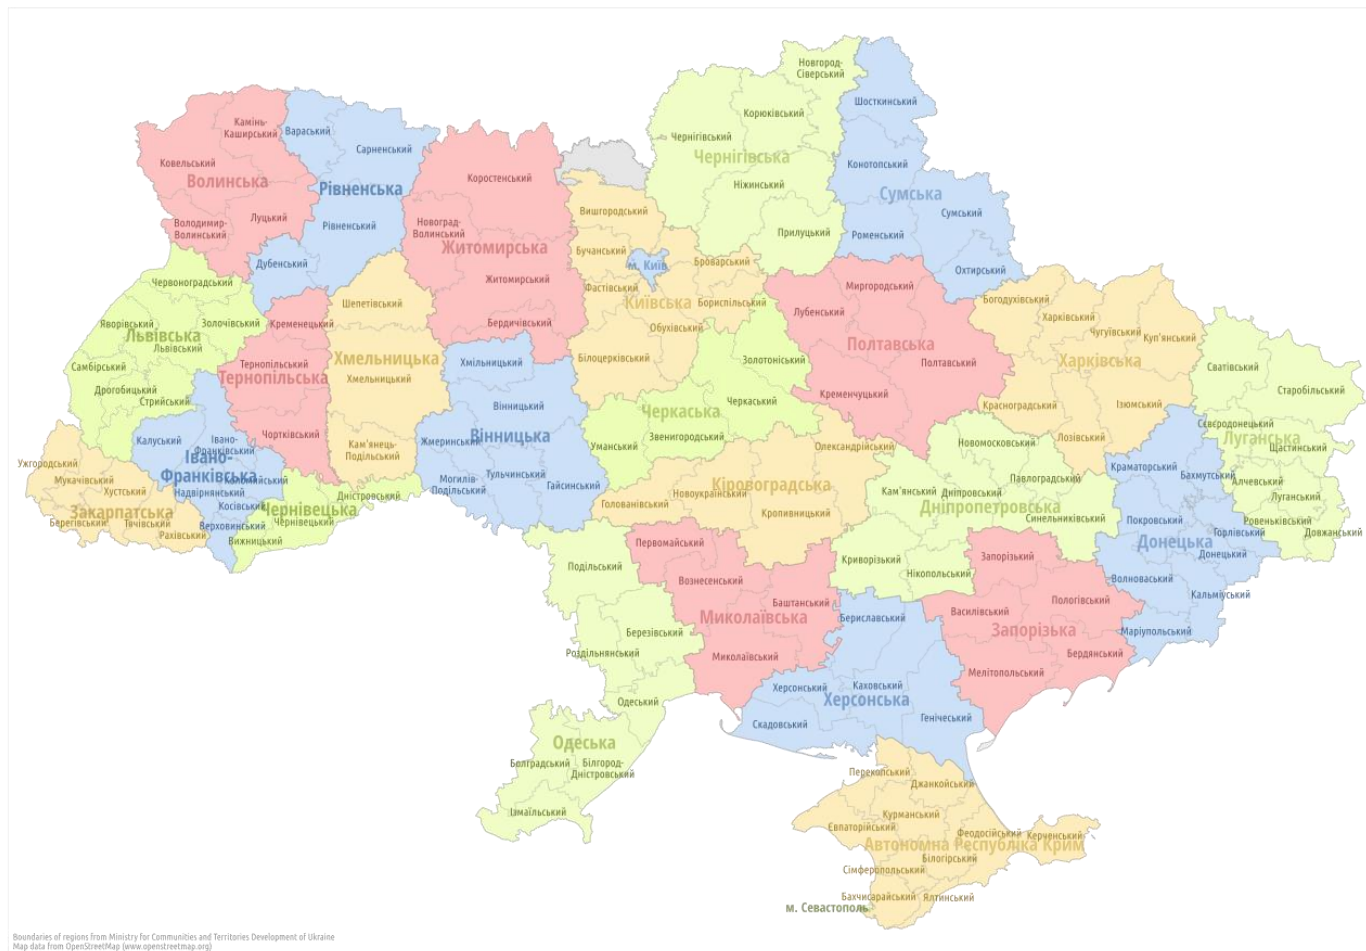 Новгород-
Сіверський
Шосткинський
Корюківський
Чернігівський
Чернігівська
Ніжинський
Прилуцький
Конотопський
Сумська
Сумський
Роменський
Охтирський
Камінь-
Каширський
Ковельський
Волинська
Володимир-
Волинський
Луцький
Вараський
Сарненський
Рівненська
Рівненський
Дубенський
Коростенський
Новоград-
Волинський
Житомирська
Житомирський
Бердичівський
Вишгородський
Бучанський
м. Київ
Броварський
Фастівський
Київська
Бориспільський
Обухівський
Білоцерківський
Червоноградський
Яворівський
Золочівський
Львівська
Львівський
Самбірський
Дрогобицький
Стрийський
Кременецький
Тернопільський
Тернопільська
Чортківський
Шепетівський
Хмельницька
Хмельницький
Кам'янець-
Подільський
Хмільницький
Вінницький
Вінницька
Жмеринський
Могилів-
Подільський
Тульчинський
Гайсинський
Миргородський
Лубенський
Полтавська
Полтавський
Кременчуцький
Золотоніський
Черкаська
Черкаський
Звенигородський
Уманський
Богодухівський
Харківський
Чугуївський
Куп'янський
Харківська
Красноградський
Ізюмський
Лозівський
Сватівський
Старобільський
Сєвєродонецький
Луганська
Щастинський
Алчевський
Луганський
Ровеньківський
Довжанський
Калуський
Івано-
Франківський
Івано-
Франківська
Надвірнянський
Косівський
Верховинський
Ужгородський
Мукачівський
Хустський
Закарпатська
Берегівський
Тячівський
Рахівський
Дністровський
Чернівецька
Чернівецький
Вижницький
Олександрійський
Кіровоградська
Новоукраїнський
Голованівський
Кропивницький
Новомосковський
Павлоградський
Кам'янський
Дніпровський
Дніпропетровська
Синельниківський
Криворізький
Нікопольський
Краматорський
Бахмутський
Покровський
Донецька
Горлівський
Донецький
Волноваський
Кальміуський
Маріупольський
Первомайський
Вознесенський
Баштанський
Миколаївська
Миколаївський
Запорізький
Василівський
Пологівський
Запорізька
Бердянський
Мелітопольський
Подільський
Березівський
Роздільнянський
Одеський
Одеська
Болградський
Білгород-
Дністровський
Ізмаїльський
Бериславський
Херсонський
Каховський
Херсонська
Скадовський
Генічеський
Перекопський
Джанкойський
Курманський
Євпаторійський
Феодосійський
Керченський
Автономна Республіка Крим
Білогірський
Сімферопольський
Бахчисарайський
Ялтинський
м. Севастополь
Boundaries of regions from Ministry for Communities and Territories Development of Ukraine
Map data from OpenStreetMap (www.openstreetmap.org)